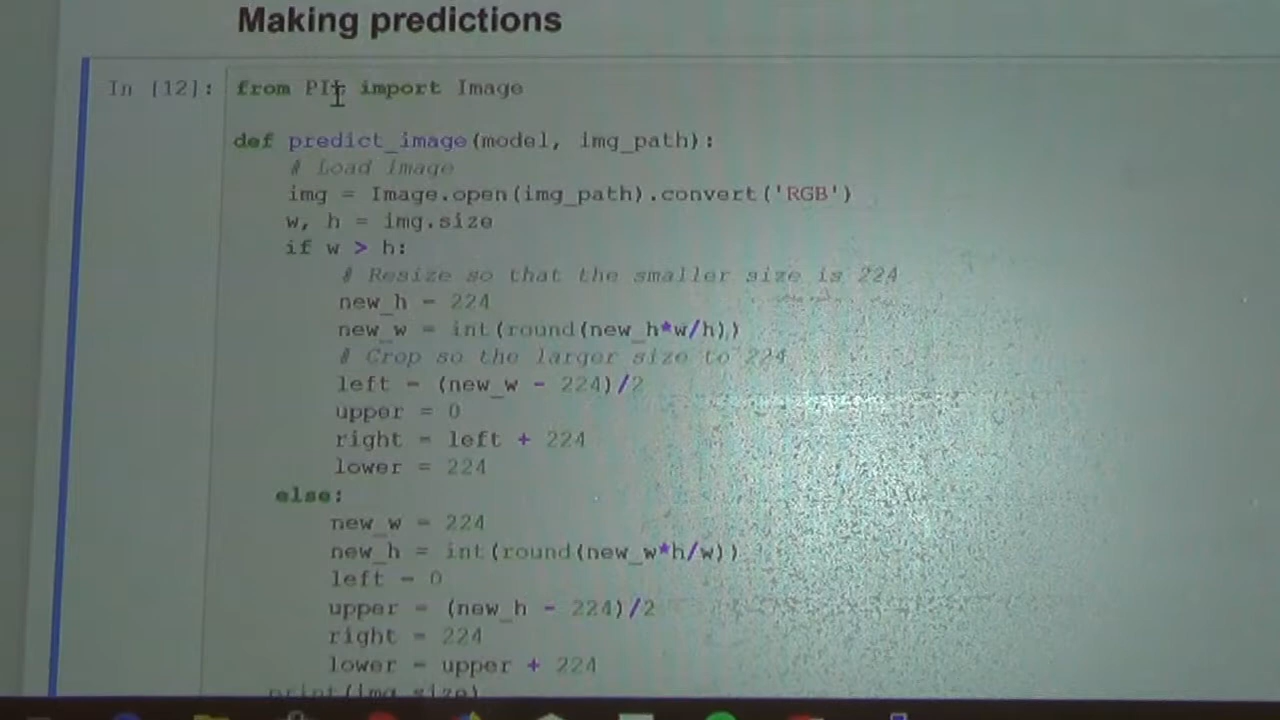 Making predictions
In [12]: from PIL import Image
def predict_image(model, img_path):
# Load image
img = Image.open(img_path).convert('RGB')
w, h = img.size
if w > h:
# Resize so that the smaller size is 224
new_h = 224
new_w = int(round(new_h*w/h))
# Crop so the larger size to 224
left = (new_w - 224)/2
upper = 0
right = left + 224
lower = 224
else:
new_w = 224
new_h = int(round(new_w*h/w))
left = 0
upper = (new_h - 224)/2
right = 224
lower = upper + 224
print(img.size)